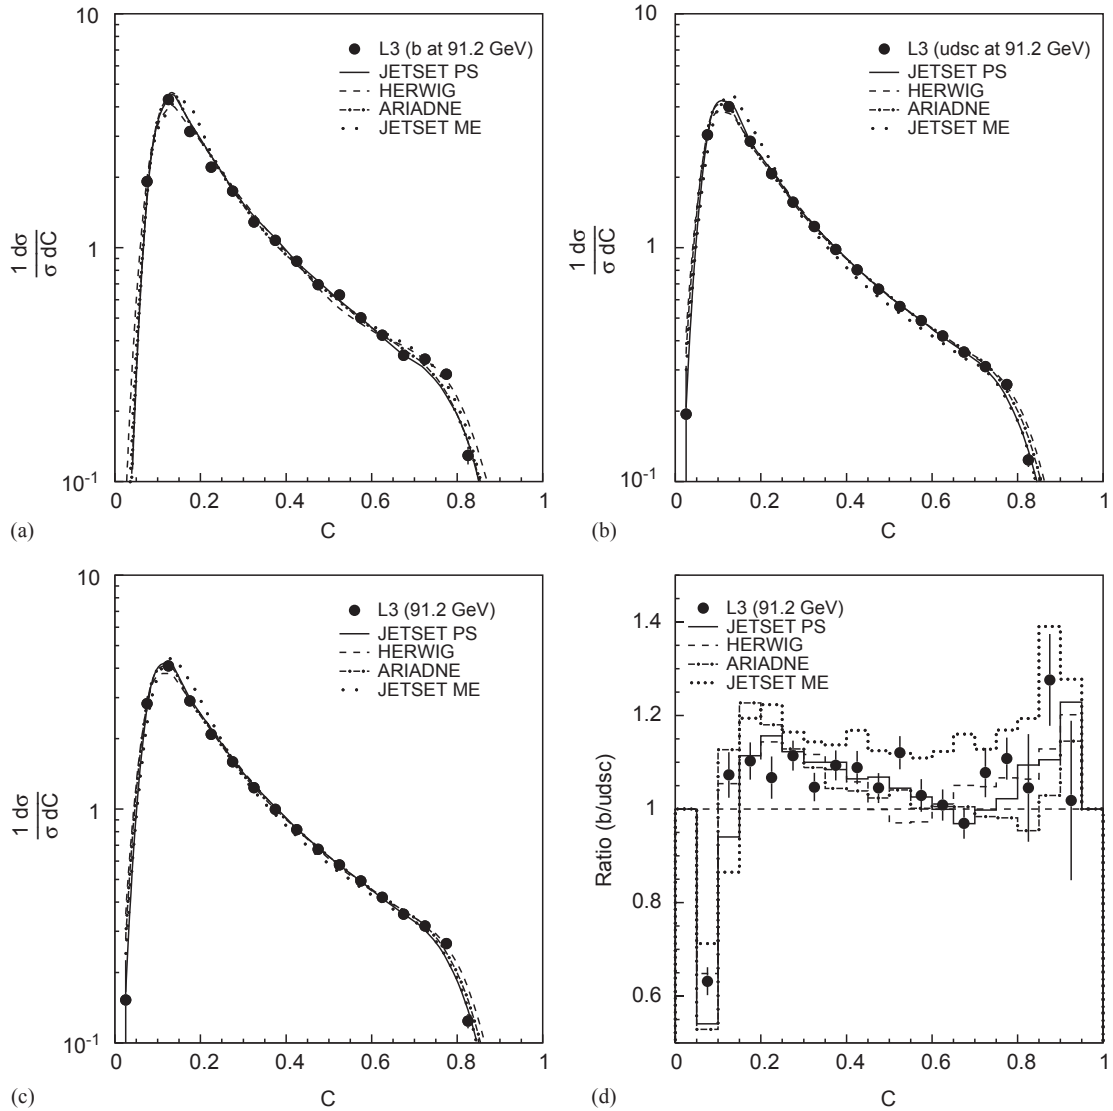 10
L3 (b at 91.2 GeV)
JETSET PS
HERWIG
ARIADNE
JETSET ME
1 dσ
σ dC
1
10-1
0 0.2 0.4 0.6 0.8 1
(a) C
10
L3 (udsc at 91.2 GeV)
JETSET PS
HERWIG
ARIADNE
JETSET ME
1 dσ
σ dC
1
10-1
0 0.2 0.4 0.6 0.8 1
(b) C
10
L3 (91.2 GeV)
JETSET PS
HERWIG
ARIADNE
JETSET ME
1 dσ
σ dC
1
10-1
0 0.2 0.4 0.6 0.8 1
(c) C
L3 (91.2 GeV)
1.4
JETSET PS
HERWIG
ARIADNE
JETSET ME
1.2
Ratio (b/udsc)
1
0.8
0.6
0 0.2 0.4 0.6 0.8 1
(d) C